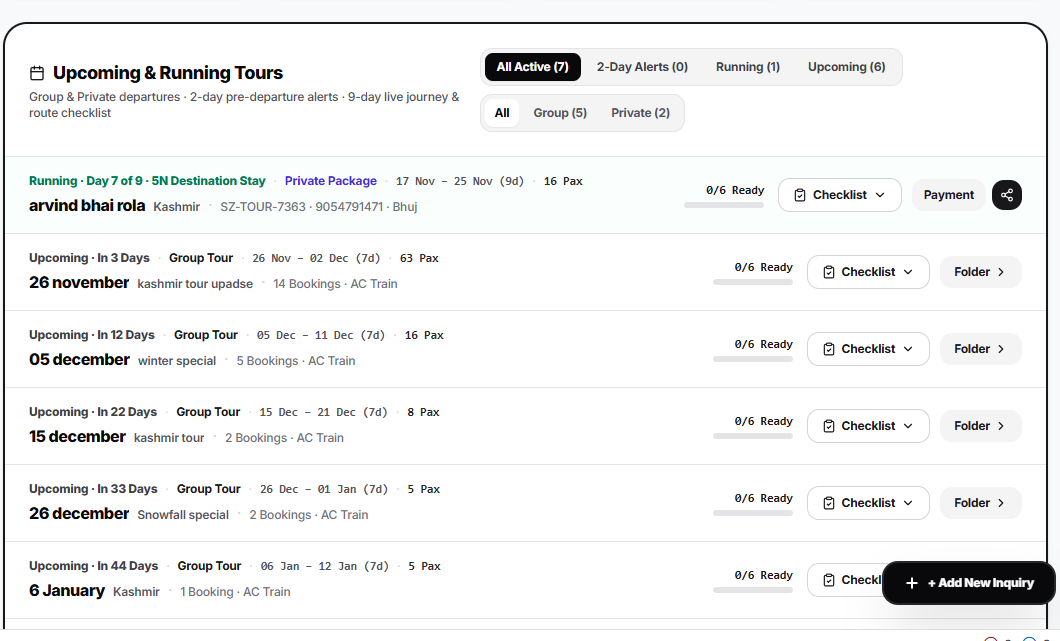 Upcoming & Running Tours
Group & Private departures · 2-day pre-departure alerts · 9-day live journey &
route checklist
All Active (7) 2-Day Alerts (0) Running (1) Upcoming (6)
All Group (5) Private (2)
Running · Day 7 of 9 · 5N Destination Stay · Private Package · 17 Nov – 25 Nov (9d) · 16 Pax
arvind bhai rola Kashmir · SZ-TOUR-7363 · 9054791471 · Bhuj
0/6 Ready Checklist Payment
Upcoming · In 3 Days · Group Tour · 26 Nov – 02 Dec (7d) · 63 Pax
26 november kashmir tour upadse · 14 Bookings · AC Train
0/6 Ready Checklist Folder
Upcoming · In 12 Days · Group Tour · 05 Dec – 11 Dec (7d) · 16 Pax
05 december winter special · 5 Bookings · AC Train
0/6 Ready Checklist Folder
Upcoming · In 22 Days · Group Tour · 15 Dec – 21 Dec (7d) · 8 Pax
15 december kashmir tour · 2 Bookings · AC Train
0/6 Ready Checklist Folder
Upcoming · In 33 Days · Group Tour · 26 Dec – 01 Jan (7d) · 5 Pax
26 december Snowfall special · 2 Bookings · AC Train
0/6 Ready Checklist Folder
Upcoming · In 44 Days · Group Tour · 06 Jan – 12 Jan (7d) · 5 Pax
6 January Kashmir · 1 Booking · AC Train
0/6 Ready Checkl
+ + Add New Inquiry